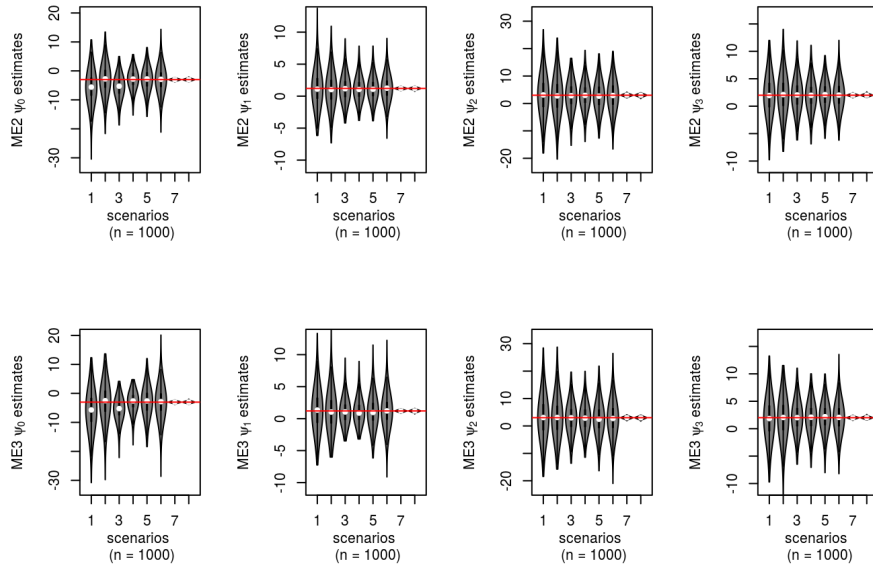 ME2 ψ0 estimates
20
10
0
-10
-30
1 3 5 7
scenarios
(n = 1000)
ME2 ψ1 estimates
10
5
0
-5
-10
1 3 5 7
scenarios
(n = 1000)
ME2 ψ2 estimates
30
10
0
-20
1 3 5 7
scenarios
(n = 1000)
ME2 ψ3 estimates
10
5
0
-10
1 3 5 7
scenarios
(n = 1000)
ME3 ψ0 estimates
20
10
0
-10
-30
1 3 5 7
scenarios
(n = 1000)
ME3 ψ1 estimates
10
5
0
-5
-10
1 3 5 7
scenarios
(n = 1000)
ME3 ψ2 estimates
30
10
0
-20
1 3 5 7
scenarios
(n = 1000)
ME3 ψ3 estimates
10
5
0
-10
1 3 5 7
scenarios
(n = 1000)